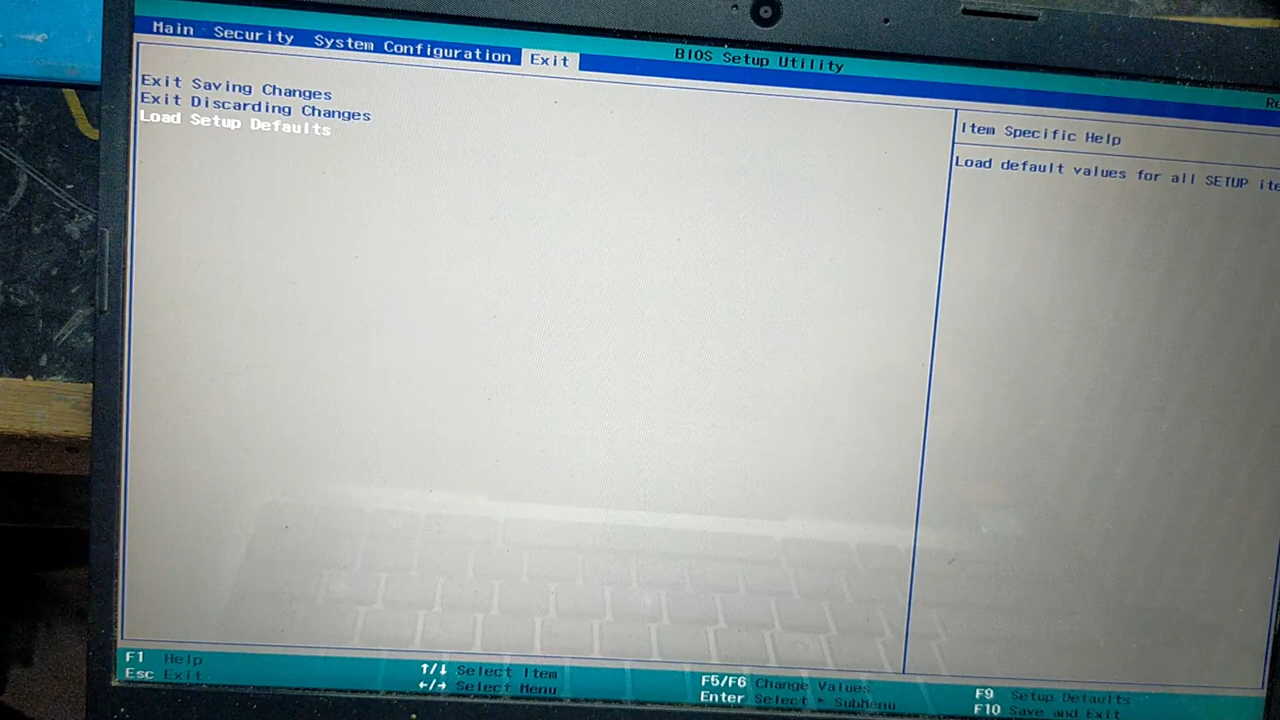 BIOS Setup Utility
Main Security System Configuration Exit
Exit Saving Changes
Exit Discarding Changes
Load Setup Defaults
Item Specific Help
Load default values for all SETUP
F1 Help ↑/↓ Select Item F5/F6 Change Values F9 Setup Defaults
Esc Exit ←/→ Select Menu Enter Select ► SubMenu F10 Save and Exit